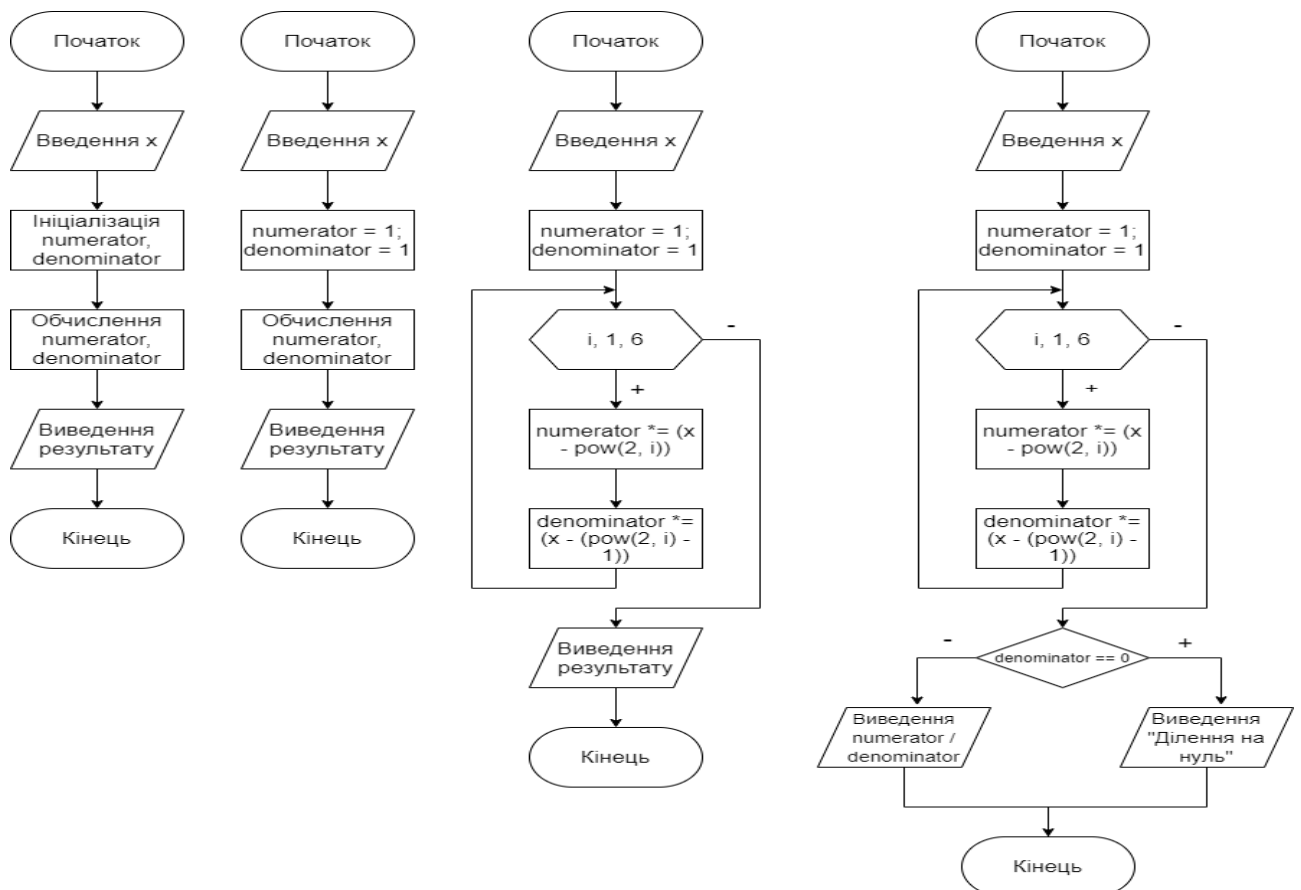 Початок
Введення x
Ініціалізація
numerator,
denominator
Обчислення
numerator,
denominator
Виведення
результату
Кінець
Початок
Введення x
numerator = 1;
denominator = 1
Обчислення
numerator,
denominator
Виведення
результату
Кінець
Початок
Введення x
numerator = 1;
denominator = 1
i, 1, 6
-
+
numerator *= (x
- pow(2, i))
denominator *=
(x - (pow(2, i) -
1))
Виведення
результату
Кінець
Початок
Введення x
numerator = 1;
denominator = 1
i, 1, 6
-
+
numerator *= (x
- pow(2, i))
denominator *=
(x - (pow(2, i) -
1))
-
denominator == 0
+
Виведення
numerator /
denominator
Виведення
"Ділення на
нуль"
Кінець